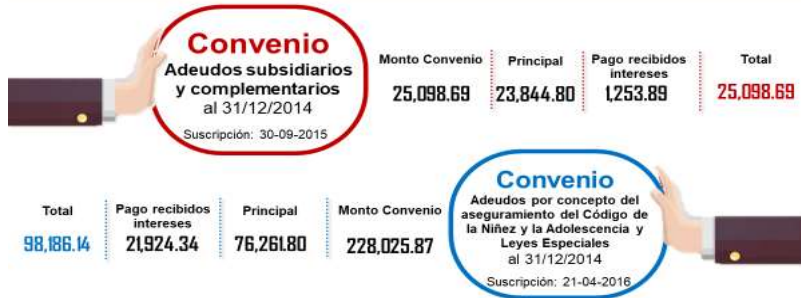 Convenio
Adeudos subsidiarios
y complementarios
al 31/12/2014
Suscripción: 30-09-2015
Monto Convenio
25,098.69
Principal
23,844.80
Pago recibidos
intereses
1,253.89
Total
25,098.69
Total
98,186.14
Pago recibidos
intereses
21,924.34
Principal
76,261.80
Monto Convenio
228,025.87
Convenio
Adeudos por concepto del
aseguramiento del Código de
la Niñez y la Adolescencia y
Leyes Especiales
al 31/12/2014
Suscripción: 21-04-2016